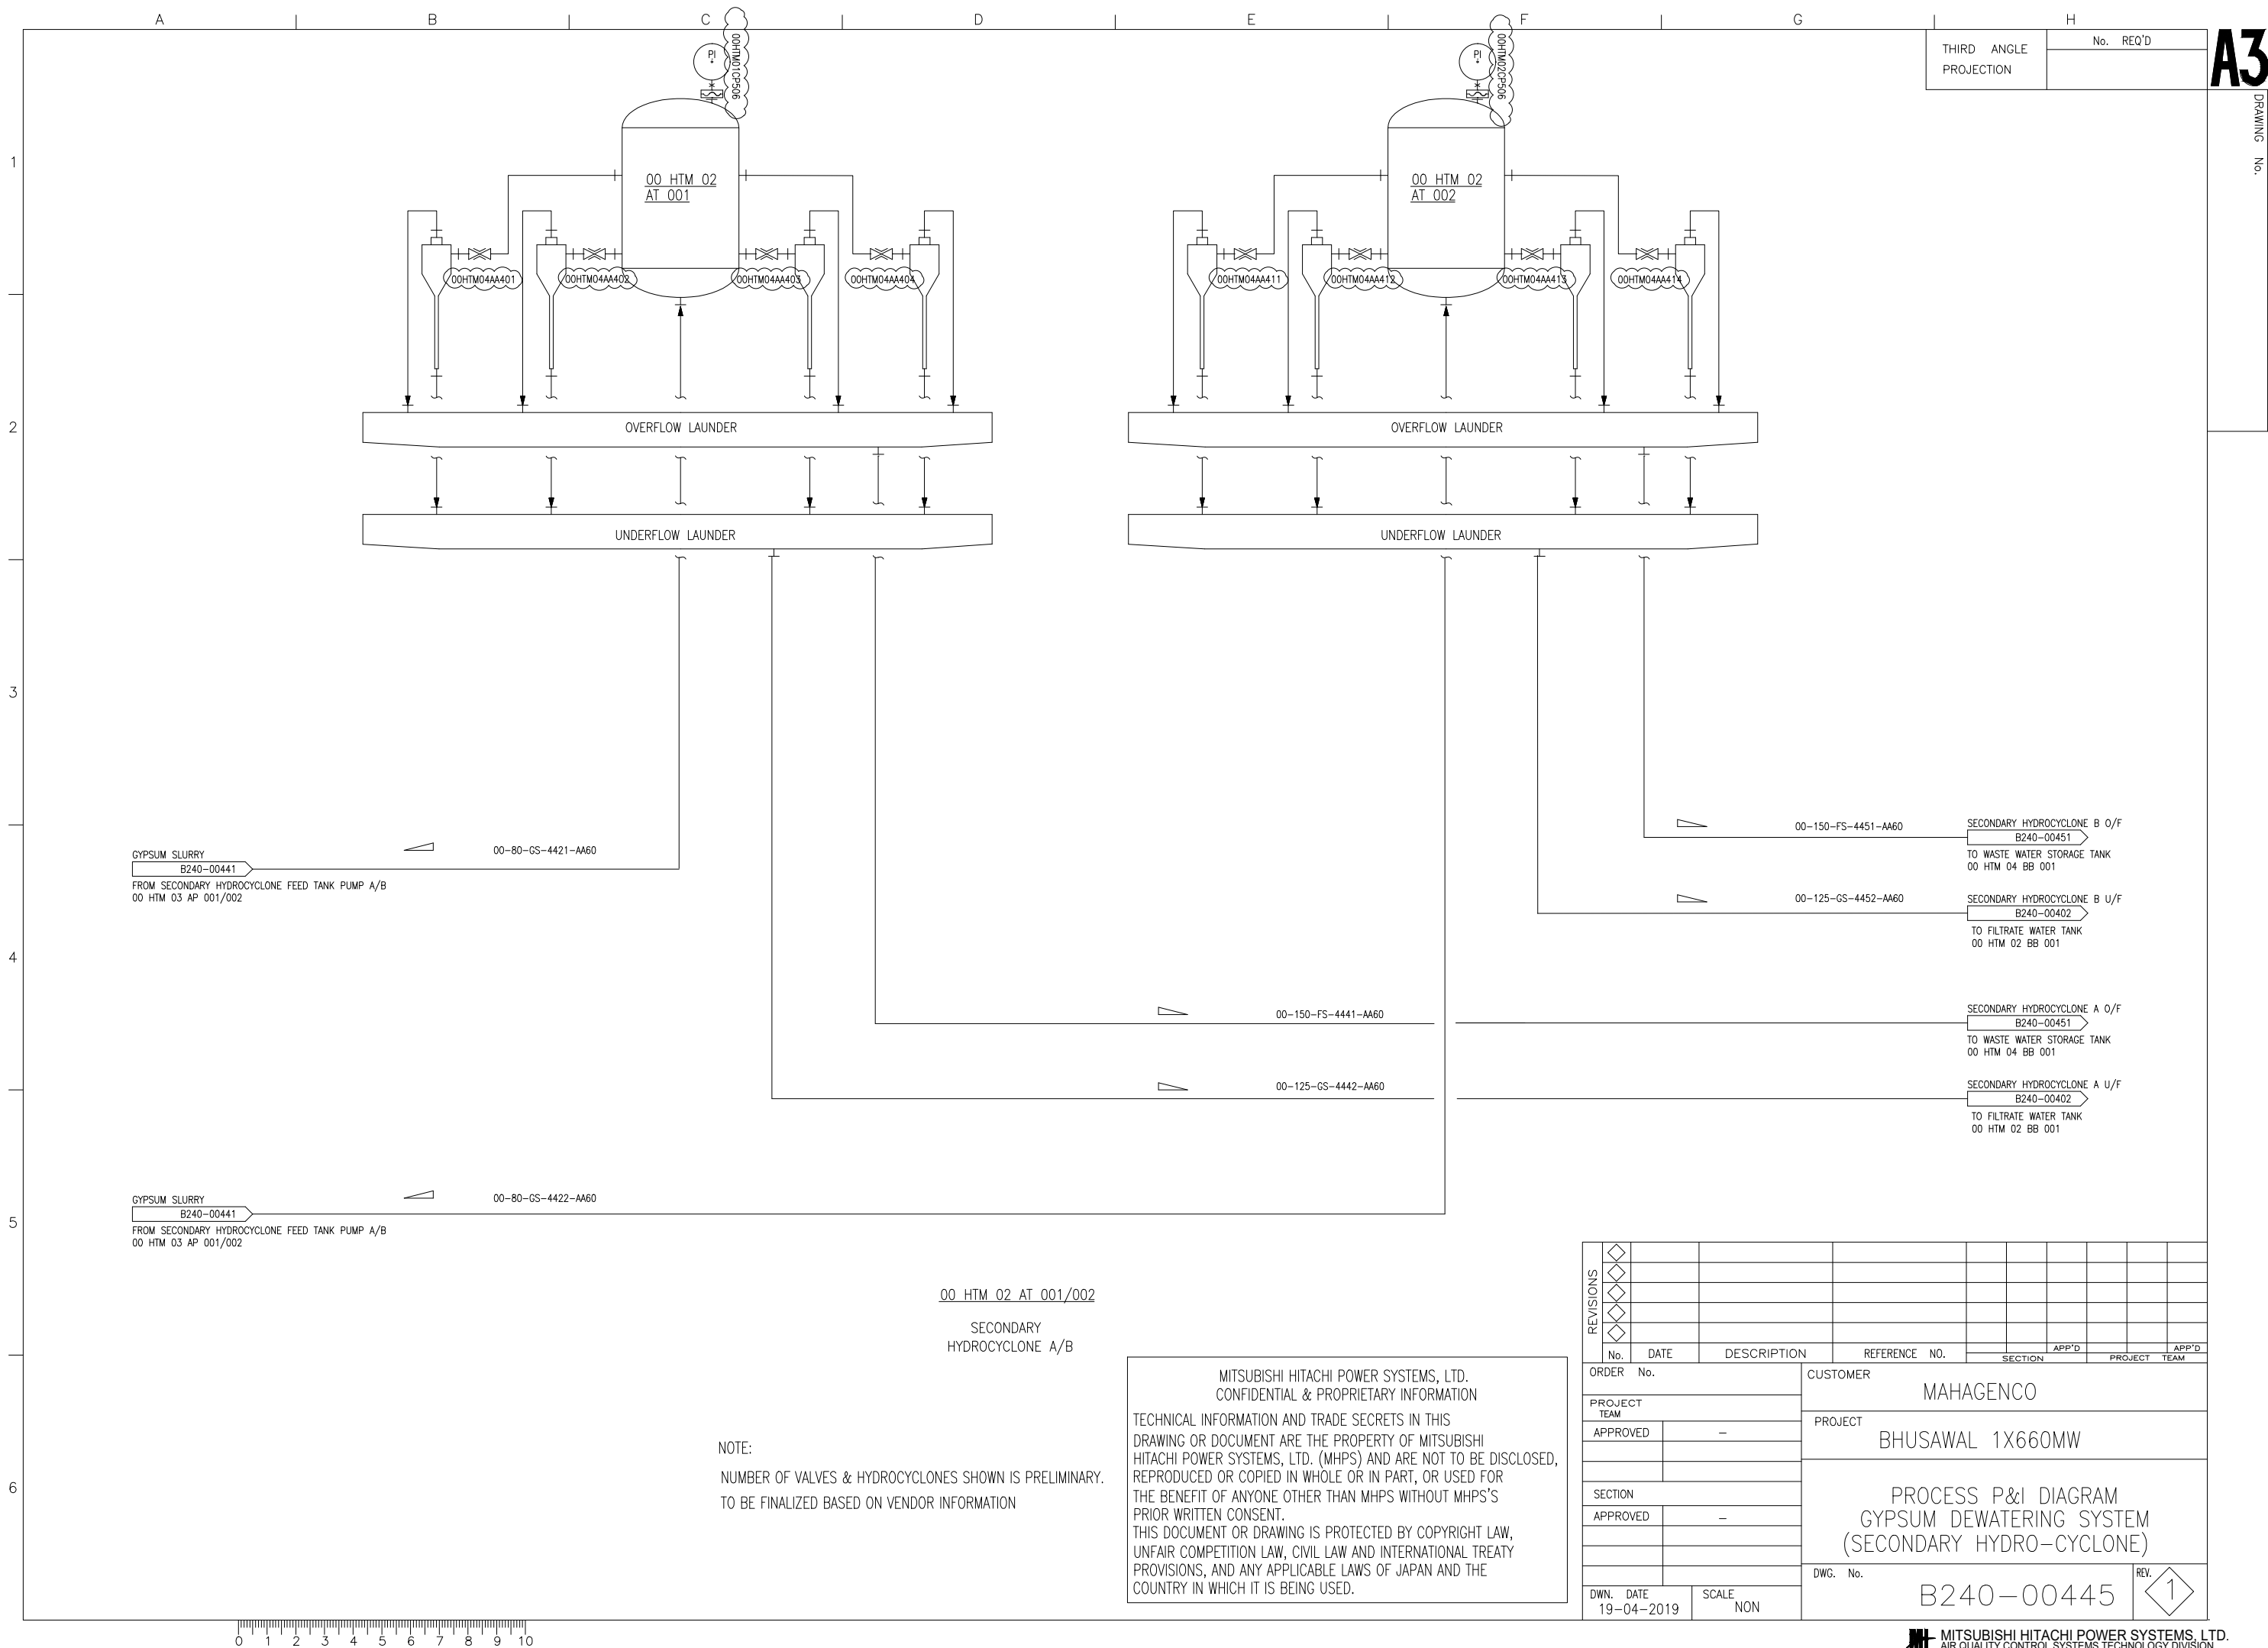 A B C D E F G H
THIRD ANGLE
PROJECTION
No. REQ'D
A3
DRAWING No.
1
2
3
4
5
6
PI
00HTM01CP506
PI
00HTM02CP506
00 HTM 02
AT 001
00 HTM 02
AT 002
00HTM04AA401
00HTM04AA402
00HTM04AA403
00HTM04AA404
00HTM04AA411
00HTM04AA412
00HTM04AA413
00HTM04AA414
OVERFLOW LAUNDER
OVERFLOW LAUNDER
UNDERFLOW LAUNDER
UNDERFLOW LAUNDER
00-150-FS-4451-AA60
SECONDARY HYDROCYCLONE B O/F
B240-00451
TO WASTE WATER STORAGE TANK
00 HTM 04 BB 001
GYPSUM SLURRY
B240-00441
FROM SECONDARY HYDROCYCLONE FEED TANK PUMP A/B
00 HTM 03 AP 001/002
00-80-GS-4421-AA60
00-125-GS-4452-AA60
SECONDARY HYDROCYCLONE B U/F
B240-00402
TO FILTRATE WATER TANK
00 HTM 02 BB 001
00-150-FS-4441-AA60
SECONDARY HYDROCYCLONE A O/F
B240-00451
TO WASTE WATER STORAGE TANK
00 HTM 04 BB 001
00-125-GS-4442-AA60
SECONDARY HYDROCYCLONE A U/F
B240-00402
TO FILTRATE WATER TANK
00 HTM 02 BB 001
GYPSUM SLURRY
B240-00441
FROM SECONDARY HYDROCYCLONE FEED TANK PUMP A/B
00 HTM 03 AP 001/002
00-80-GS-4422-AA60
00 HTM 02 AT 001/002
SECONDARY
HYDROCYCLONE A/B
NOTE:
NUMBER OF VALVES & HYDROCYCLONES SHOWN IS PRELIMINARY.
TO BE FINALIZED BASED ON VENDOR INFORMATION
MITSUBISHI HITACHI POWER SYSTEMS, LTD.
CONFIDENTIAL & PROPRIETARY INFORMATION
TECHNICAL INFORMATION AND TRADE SECRETS IN THIS
DRAWING OR DOCUMENT ARE THE PROPERTY OF MITSUBISHI
HITACHI POWER SYSTEMS, LTD. (MHPS) AND ARE NOT TO BE DISCLOSED,
REPRODUCED OR COPIED IN WHOLE OR IN PART, OR USED FOR
THE BENEFIT OF ANYONE OTHER THAN MHPS WITHOUT MHPS'S
PRIOR WRITTEN CONSENT.
THIS DOCUMENT OR DRAWING IS PROTECTED BY COPYRIGHT LAW,
UNFAIR COMPETITION LAW, CIVIL LAW AND INTERNATIONAL TREATY
PROVISIONS, AND ANY APPLICABLE LAWS OF JAPAN AND THE
COUNTRY IN WHICH IT IS BEING USED.
REVISIONS
No. DATE DESCRIPTION REFERENCE NO. SECTION APP'D PROJECT TEAM APP'D
ORDER No.
PROJECT
TEAM
APPROVED –
SECTION
APPROVED –
DWN. DATE
19-04-2019
SCALE
NON
CUSTOMER
MAHAGENCO
PROJECT
BHUSAWAL 1X660MW
PROCESS P&I DIAGRAM
GYPSUM DEWATERING SYSTEM
(SECONDARY HYDRO-CYCLONE)
DWG. No.
B240-00445
REV.
1
0 1 2 3 4 5 6 7 8 9 10
MITSUBISHI HITACHI POWER SYSTEMS, LTD.
AIR QUALITY CONTROL SYSTEMS TECHNOLOGY DIVISION